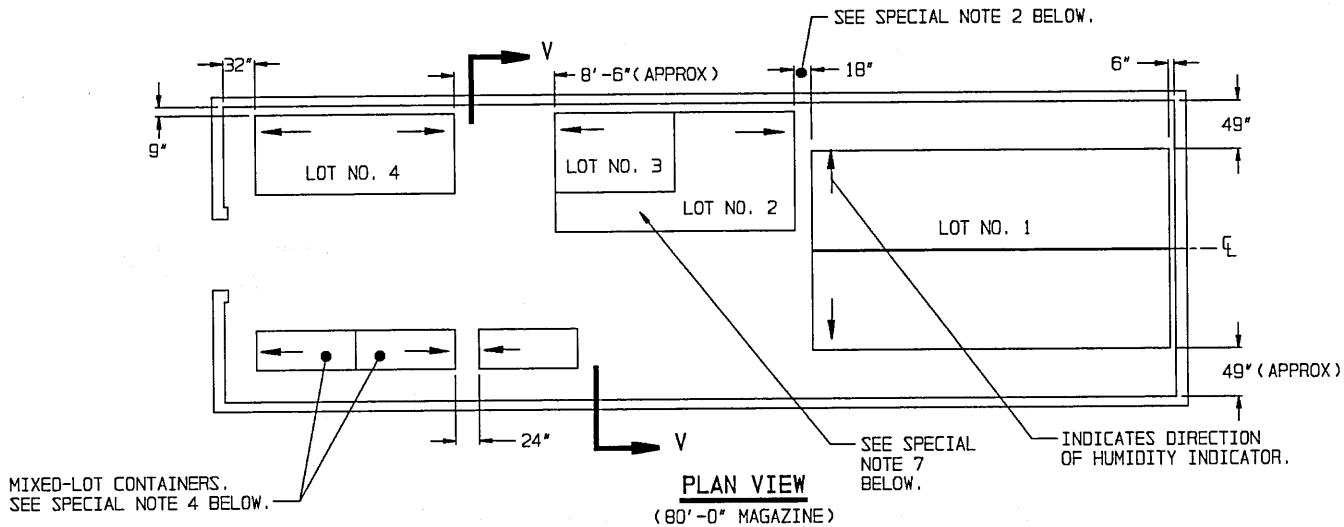 SEE SPECIAL NOTE 2 BELOW.
V
32"
8'-6"(APPROX)
18"
6"
49"
9"
LOT NO. 4
LOT NO. 3
LOT NO. 2
LOT NO. 1
℄
49"(APPROX)
24"
V
MIXED-LOT CONTAINERS.
SEE SPECIAL NOTE 4 BELOW.
SEE SPECIAL
NOTE 7
BELOW.
INDICATES DIRECTION
OF HUMIDITY INDICATOR.
PLAN VIEW
(80'-0" MAGAZINE)